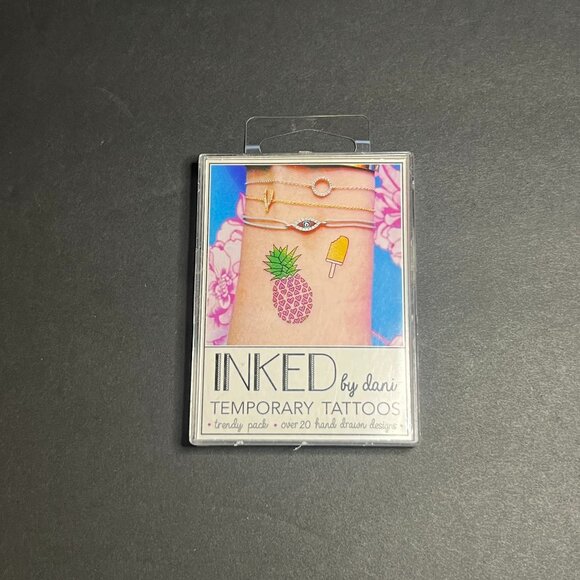 INKED by dani
TEMPORARY TATTOOS
• trendy pack • over 20 hand drawn designs •